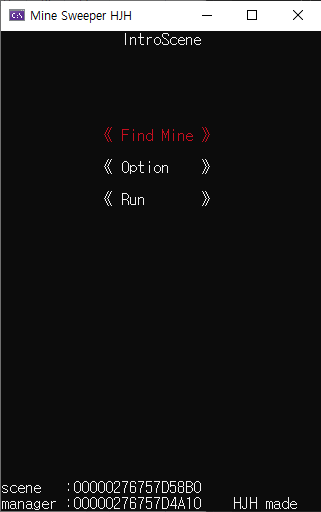 Mine Sweeper HJH
IntroScene
《 Find Mine 》
《 Option 》
《 Run 》
scene :00000276757D58B0
manager :00000276757D4A10 HJH made